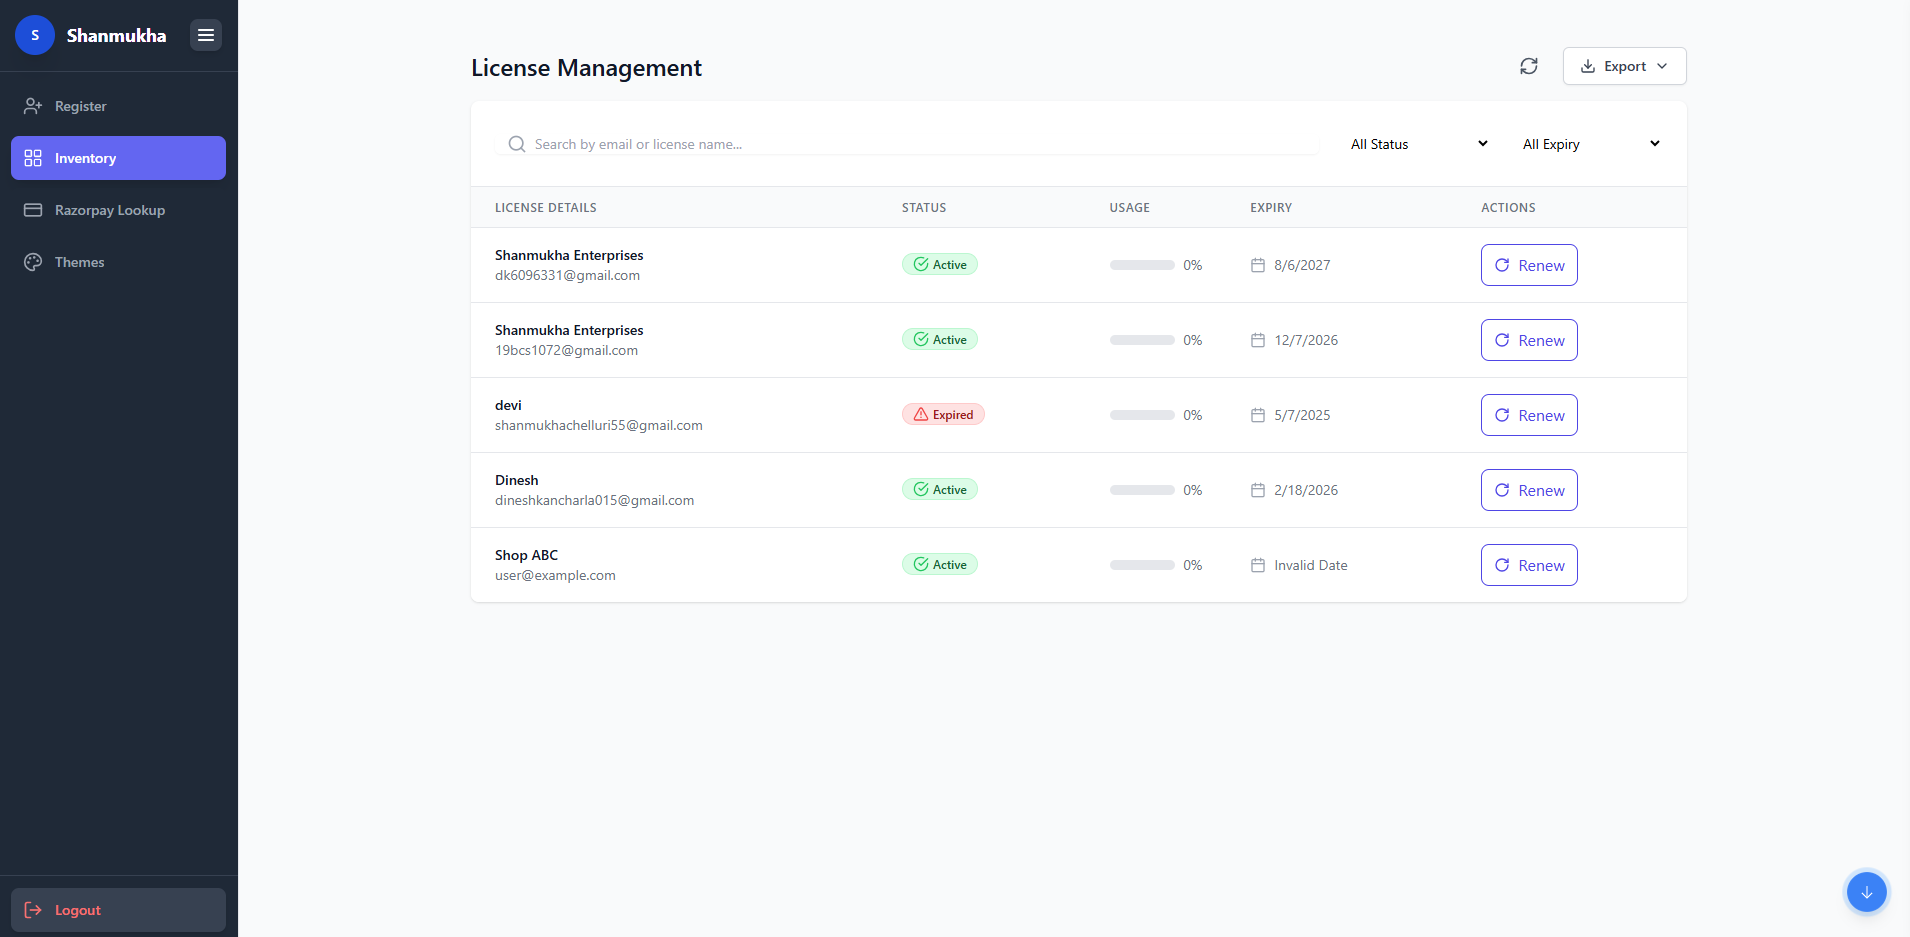 S
Shanmukha
Register
Inventory
Razorpay Lookup
Themes
Logout
License Management
Export
Search by email or license name...
All Status
All Expiry
LICENSE DETAILS STATUS USAGE EXPIRY ACTIONS
Shanmukha Enterprises
dk6096331@gmail.com
Active
0%
8/6/2027
Renew
Shanmukha Enterprises
19bcs1072@gmail.com
Active
0%
12/7/2026
Renew
devi
shanmukhachelluri55@gmail.com
Expired
0%
5/7/2025
Renew
Dinesh
dineshkancharla015@gmail.com
Active
0%
2/18/2026
Renew
Shop ABC
user@example.com
Active
0%
Invalid Date
Renew